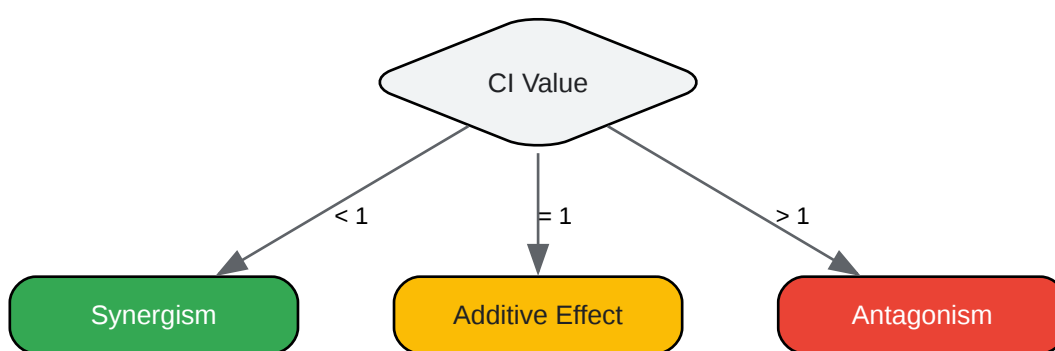 CI Value
< 1
= 1
> 1
Synergism
Additive Effect
Antagonism